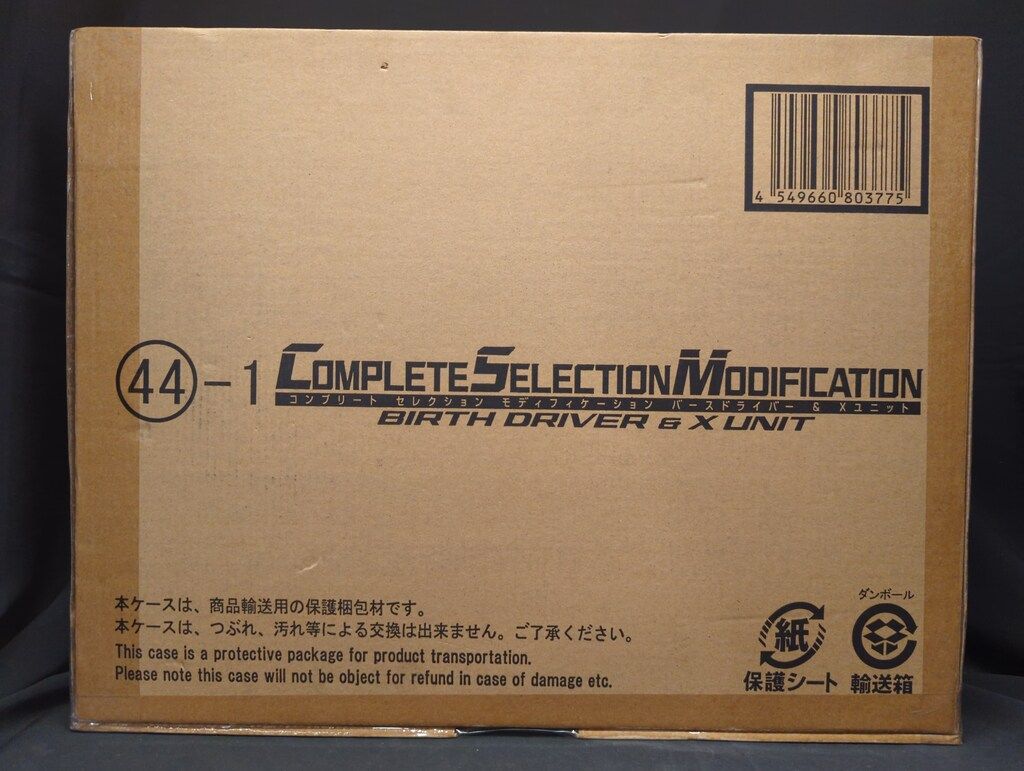 4 549660 803775
44-1 COMPLETE SELECTION MODIFICATION
コンプリート セレクション モディフィケーション バースドライバー & Xユニット
BIRTH DRIVER & X UNIT
本ケースは、商品輸送用の保護梱包材です。
本ケースは、つぶれ、汚れ等による交換は出来ません。ご了承ください。
This case is a protective package for product transportation.
Please note this case will not be object for refund in case of damage etc.
紙
保護シート
ダンボール
輸送箱